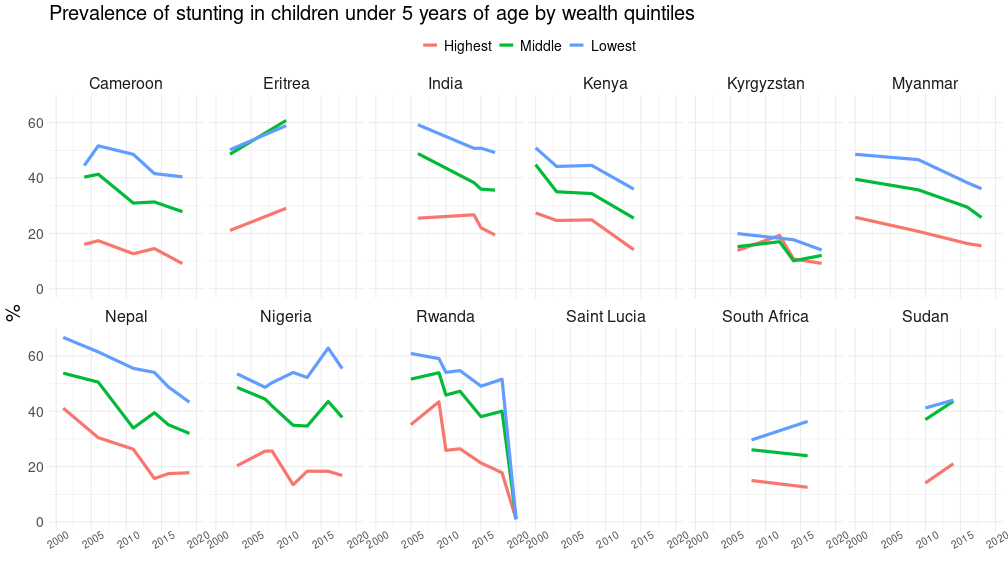 Prevalence of stunting in children under 5 years of age by wealth quintiles
Highest Middle Lowest
Cameroon Eritrea India Kenya Kyrgyzstan Myanmar
60
40
20
0
%
Nepal Nigeria Rwanda Saint Lucia South Africa Sudan
60
40
20
0
2000 2005 2010 2015 2020 2000 2005 2010 2015 2020 2000 2005 2010 2015 2020 2000 2005 2010 2015 2020 2000 2005 2010 2015 2020 2000 2005 2010 2015 2020